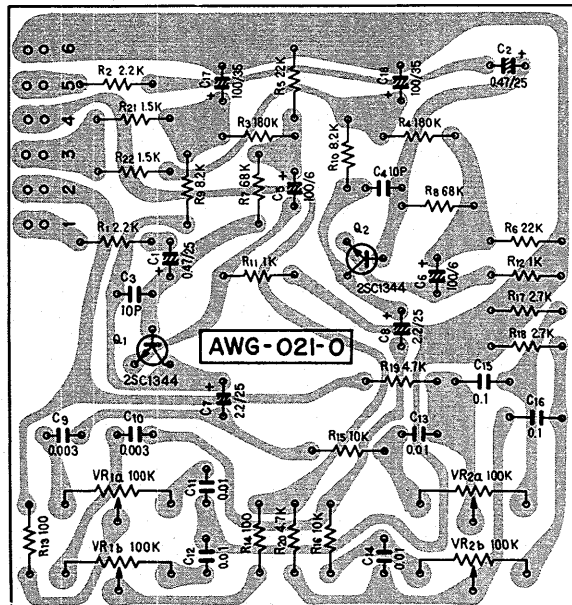 6
C17 100/35
R5 22K
C18 100/35
C2 0.47/25
5
R2 2.2K
4
R21 1.5K
R3 180K
R10 8.2K
R4 180K
3
R22 1.5K
R9 8.2K
R7 68K
C5 100/6
C4 10P
R8 68K
2
1
R1 2.2K
C1 0.47/25
Q2
2SC1344
R6 22K
C3
10P
R11 1K
C6 100/6
R12 1K
R17 2.7K
C8 2.2/25
R18 2.7K
Q1
2SC1344
AWG-021-0
R19 4.7K
C15
0.1
C7 2.2/25
C16
0.1
C9
0.003
C10
0.003
R15 10K
C13
0.01
VR1a 100K
C11
0.01
VR2a 100K
R13 100
R14 100
R20 4.7K
R16 10K
VR1b 100K
C12
0.01
C14
0.01
VR2b 100K